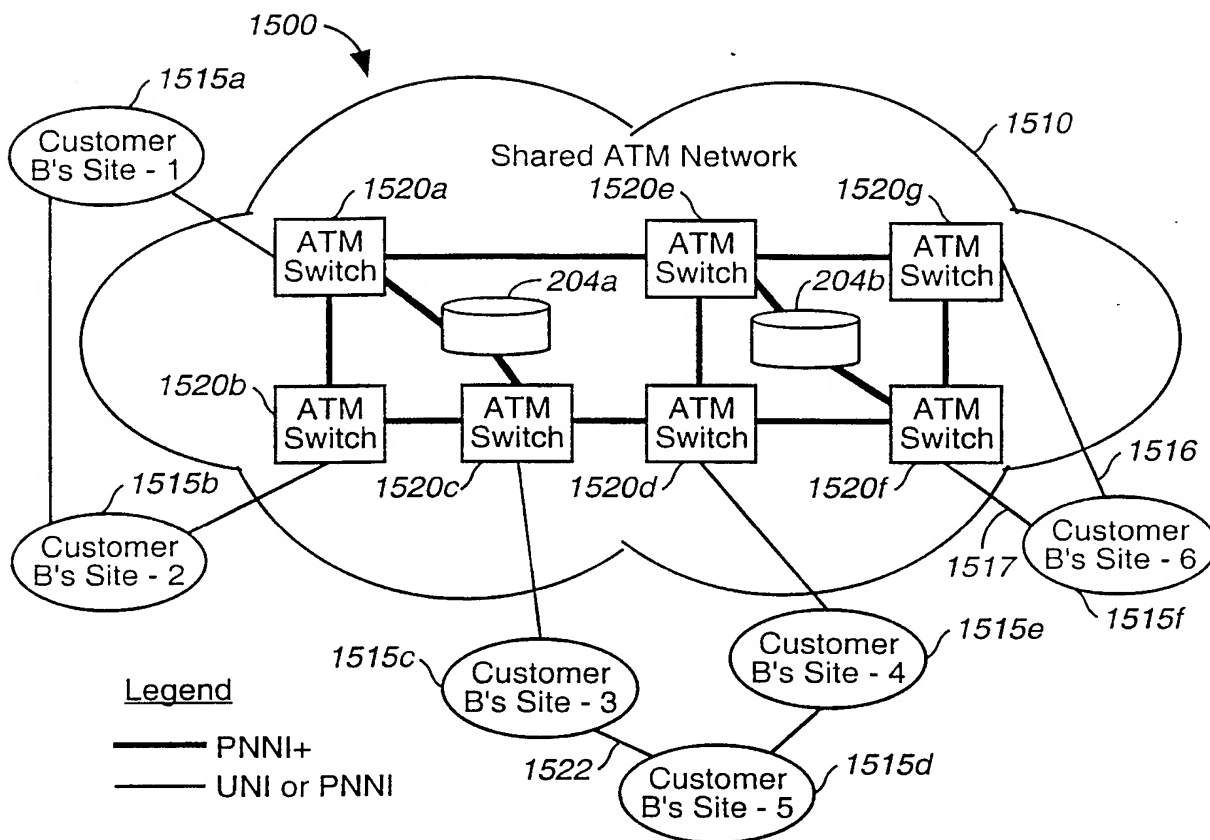 1500
1515a
Customer
B's Site - 1
1510
Shared ATM Network
1520a
1520e
1520g
ATM
Switch
ATM
Switch
ATM
Switch
204a
204b
1520b
ATM
Switch
ATM
Switch
ATM
Switch
ATM
Switch
1520c
1520d
1520f
1516
1515b
Customer
B's Site - 2
1517
Customer
B's Site - 6
1515f
1515c
Customer
B's Site - 3
Customer
B's Site - 4
1515e
Legend
PNNI+
UNI or PNNI
1522
Customer
B's Site - 5
1515d